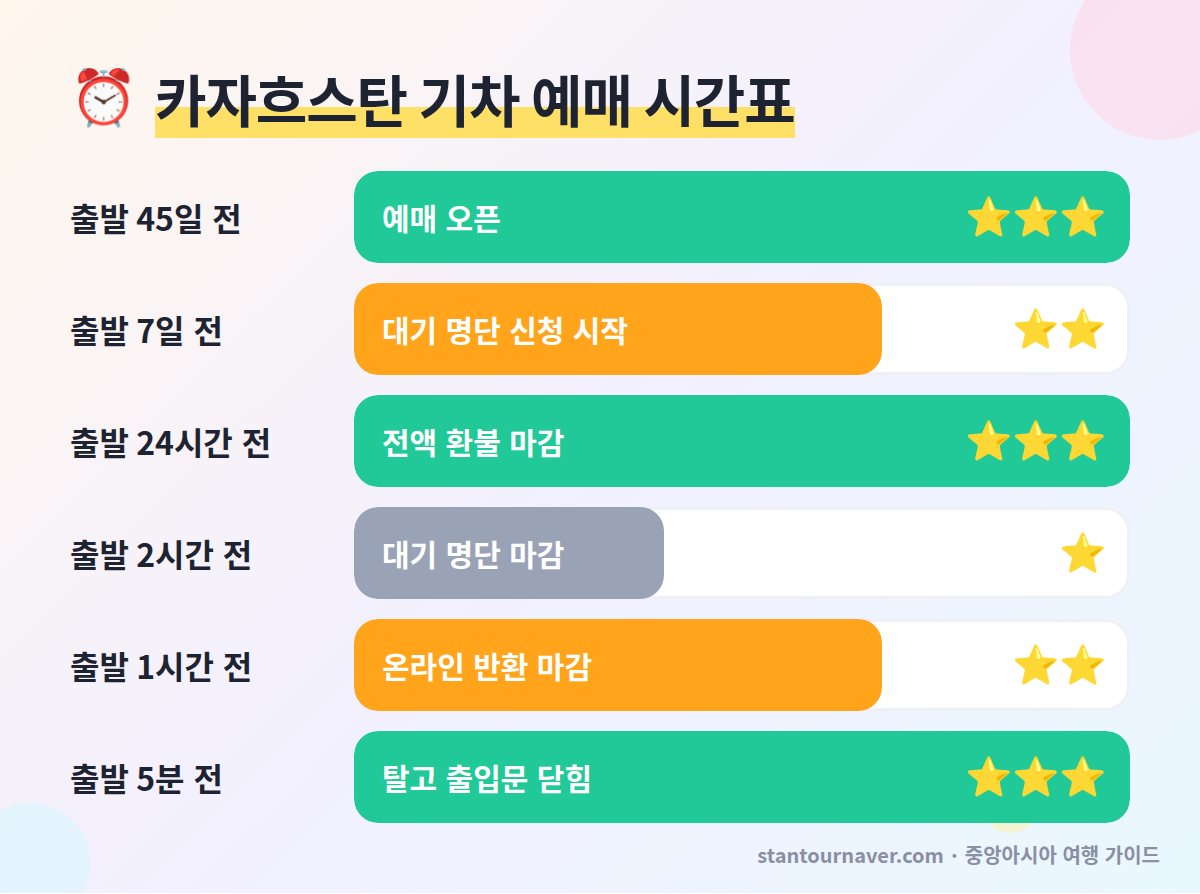 카자흐스탄 기차 예매 시간표
출발 45일 전
예매 오픈
출발 7일 전
대기 명단 신청 시작
출발 24시간 전
전액 환불 마감
출발 2시간 전
대기 명단 마감
출발 1시간 전
온라인 반환 마감
출발 5분 전
탈고 출입문 닫힘
stantournaver.com · 중앙아시아 여행 가이드